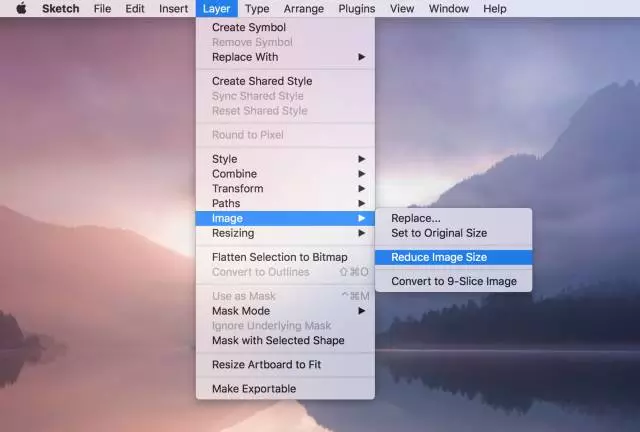 Sketch File Edit Insert Layer Type Arrange Plugins View Window Help
Create Symbol
Remove Symbol
Replace With
Create Shared Style
Sync Shared Style
Reset Shared Style
Round to Pixel
Style
Combine
Transform
Paths
Image
Resizing
Flatten Selection to Bitmap
Convert to Outlines ⇧⌘O
Use as Mask ^⌘M
Mask Mode
Ignore Underlying Mask
Mask with Selected Shape
Resize Artboard to Fit
Make Exportable
Replace...
Set to Original Size
Reduce Image Size
Convert to 9-Slice Image